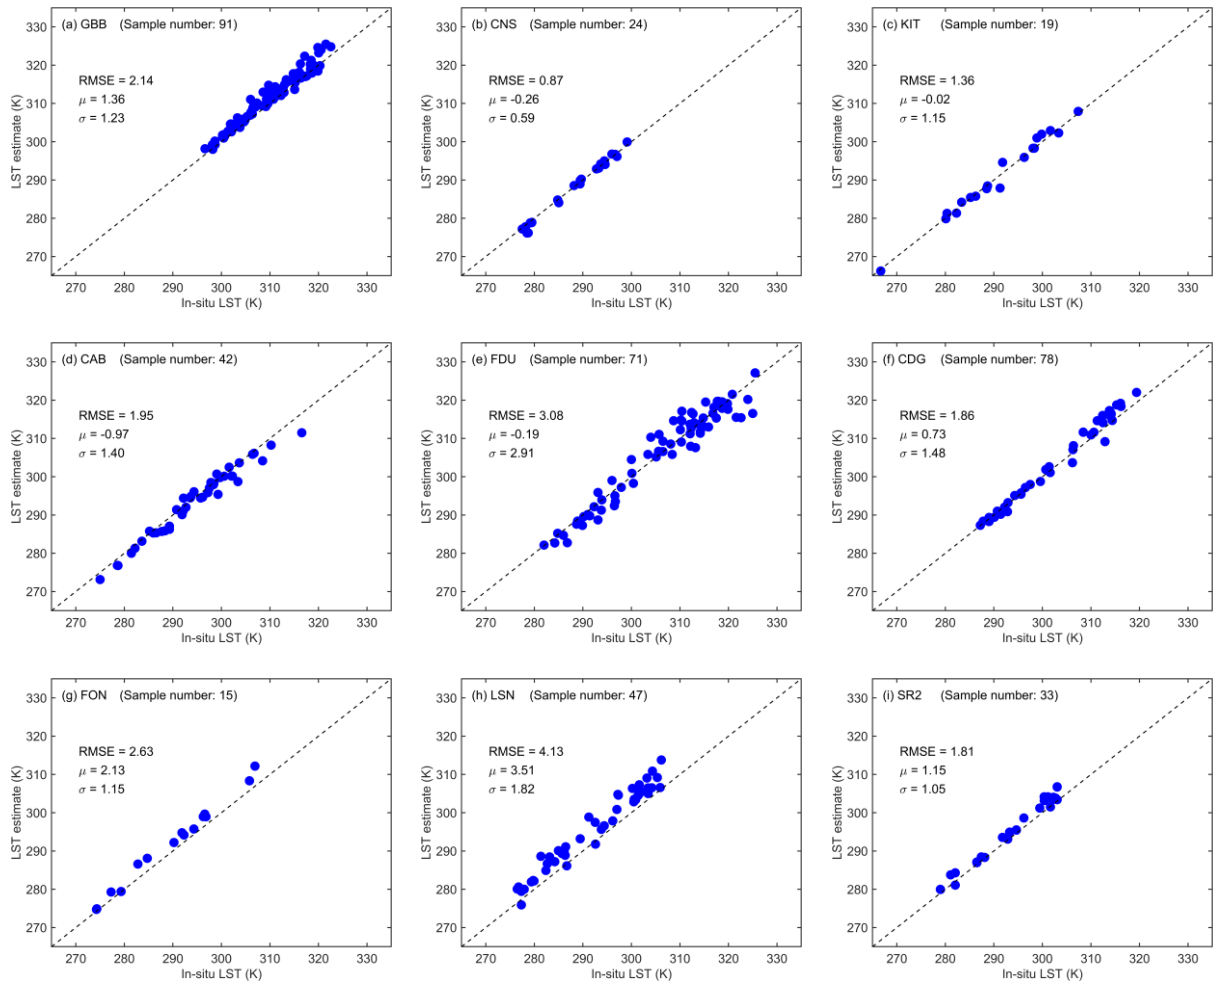 (a) GBB (Sample number: 91)
RMSE = 2.14
μ = 1.36
σ = 1.23
LST estimate (K)
330
320
310
300
290
280
270
270 280 290 300 310 320 330
In-situ LST (K)
(b) CNS (Sample number: 24)
RMSE = 0.87
μ = -0.26
σ = 0.59
LST estimate (K)
330
320
310
300
290
280
270
270 280 290 300 310 320 330
In-situ LST (K)
(c) KIT (Sample number: 19)
RMSE = 1.36
μ = -0.02
σ = 1.15
LST estimate (K)
330
320
310
300
290
280
270
270 280 290 300 310 320 330
In-situ LST (K)
(d) CAB (Sample number: 42)
RMSE = 1.95
μ = -0.97
σ = 1.40
LST estimate (K)
330
320
310
300
290
280
270
270 280 290 300 310 320 330
In-situ LST (K)
(e) FDU (Sample number: 71)
RMSE = 3.08
μ = -0.19
σ = 2.91
LST estimate (K)
330
320
310
300
290
280
270
270 280 290 300 310 320 330
In-situ LST (K)
(f) CDG (Sample number: 78)
RMSE = 1.86
μ = 0.73
σ = 1.48
LST estimate (K)
330
320
310
300
290
280
270
270 280 290 300 310 320 330
In-situ LST (K)
(g) FON (Sample number: 15)
RMSE = 2.63
μ = 2.13
σ = 1.15
LST estimate (K)
330
320
310
300
290
280
270
270 280 290 300 310 320 330
In-situ LST (K)
(h) LSN (Sample number: 47)
RMSE = 4.13
μ = 3.51
σ = 1.82
LST estimate (K)
330
320
310
300
290
280
270
270 280 290 300 310 320 330
In-situ LST (K)
(i) SR2 (Sample number: 33)
RMSE = 1.81
μ = 1.15
σ = 1.05
LST estimate (K)
330
320
310
300
290
280
270
270 280 290 300 310 320 330
In-situ LST (K)